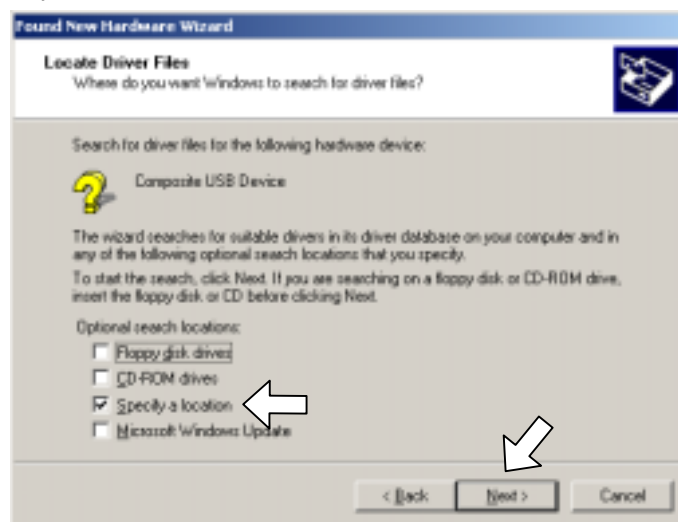 Found New Hardware Wizard
Locate Driver Files
Where do you want Windows to search for driver files?
Search for driver files for the following hardware device:
Composite USB Device
The wizard searches for suitable drivers in its driver database on your computer and in
any of the following optional search locations that you specify.
To start the search, click Next. If you are searching on a floppy disk or CD-ROM drive,
insert the floppy disk or CD before clicking Next.
Optional search locations:
Floppy disk drives
CD-ROM drives
Specify a location
Microsoft Windows Update
< Back Next > Cancel